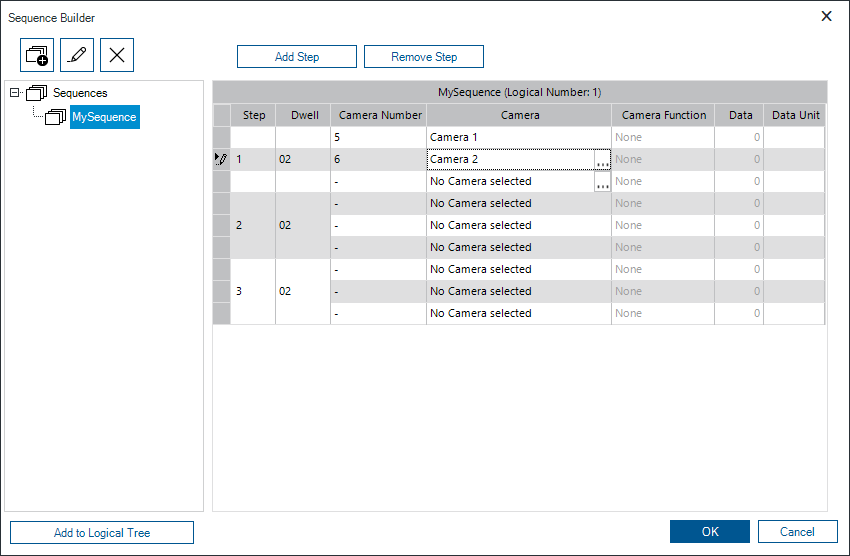 Sequence Builder
Add Step Remove Step
Sequences
MySequence
MySequence (Logical Number: 1)
Step Dwell Camera Number Camera Camera Function Data Data Unit
5 Camera 1 None 0
1 02 6 Camera 2 ... None 0
- No Camera selected ... None 0
- No Camera selected None 0
2 02 - No Camera selected None 0
- No Camera selected None 0
- No Camera selected None 0
3 02 - No Camera selected None 0
- No Camera selected None 0
Add to Logical Tree
OK Cancel